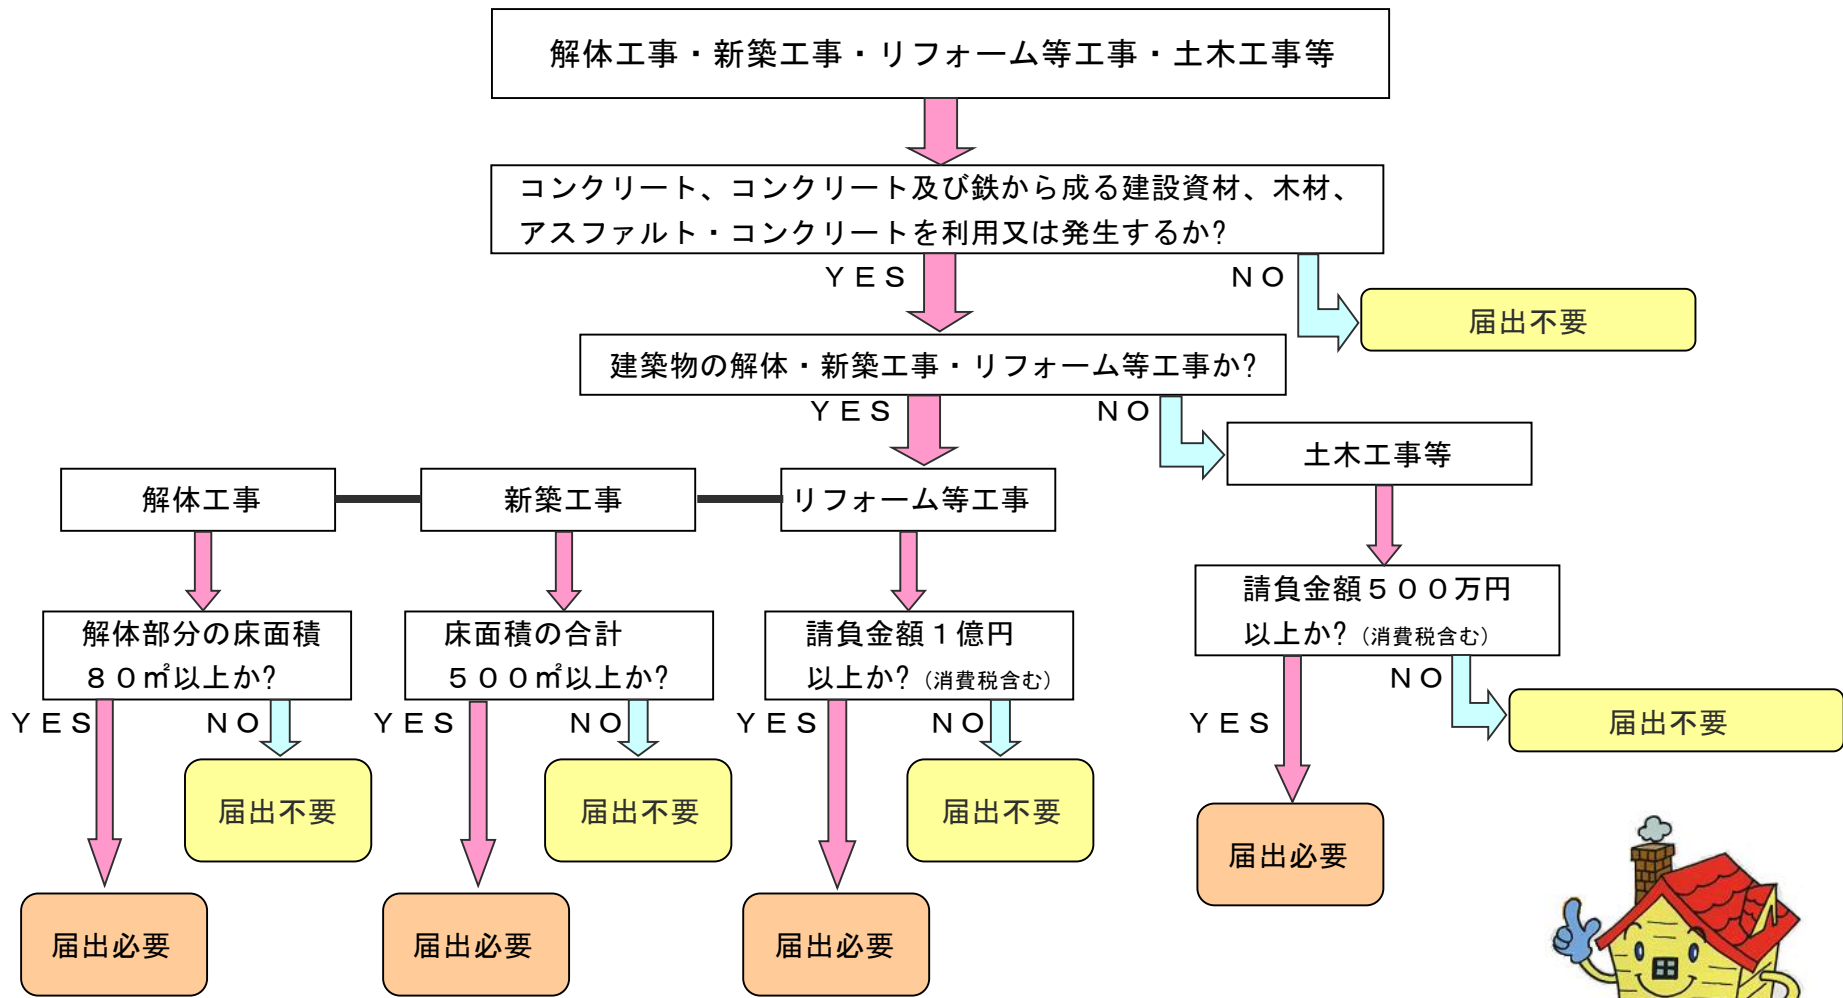 解体工事・新築工事・リフォーム等工事・土木工事等
コンクリート、コンクリート及び鉄から成る建設資材、木材、
アスファルト・コンクリートを利用又は発生するか?
ＹＥＳ
ＮＯ
届出不要
建築物の解体・新築工事・リフォーム等工事か?
ＹＥＳ
ＮＯ
土木工事等
解体工事
新築工事
リフォーム等工事
請負金額５００万円
以上か?（消費税含む）
解体部分の床面積
８０㎡以上か?
床面積の合計
５００㎡以上か?
請負金額１億円
以上か?（消費税含む）
ＹＥＳ
ＮＯ
ＹＥＳ
ＮＯ
ＹＥＳ
ＮＯ
ＹＥＳ
ＮＯ
届出不要
届出不要
届出不要
届出不要
届出必要
届出必要
届出必要
届出必要